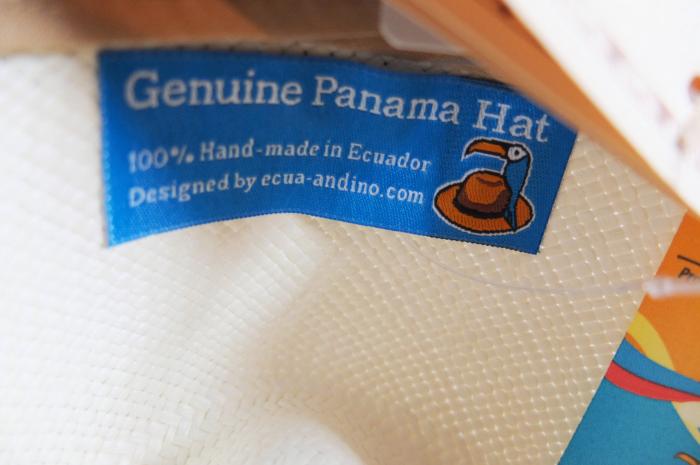 Genuine Panama Hat
100% Hand-made in Ecuador
Designed by ecua-andino.com